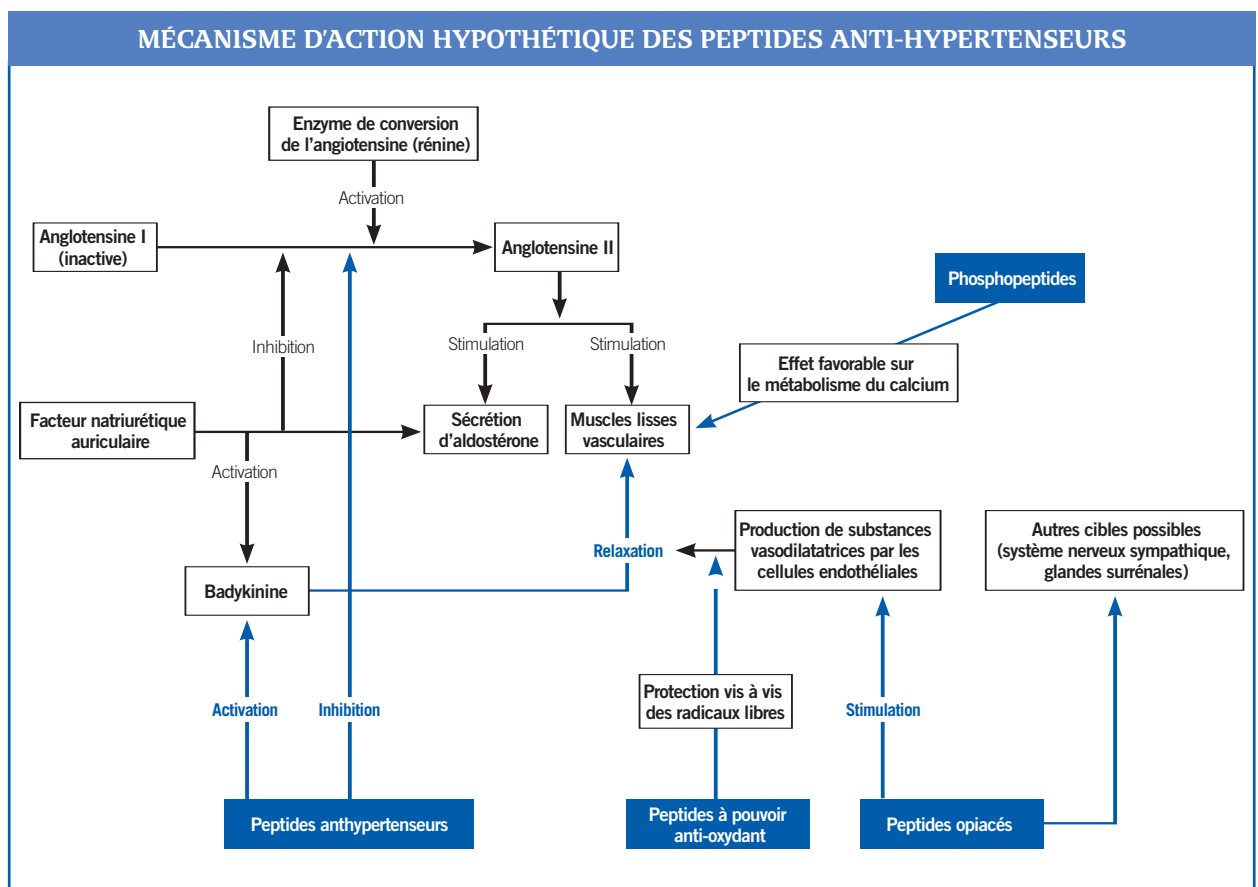 MÉCANISME D'ACTION HYPOTHÉTIQUE DES PEPTIDES ANTI-HYPERTENSEURS
Enzyme de conversion
de l'angiotensine (rénine)
Activation
Anglotensine I
(inactive)
Anglotensine II
Phosphopeptides
Inhibition
Stimulation
Stimulation
Effet favorable sur
le métabolisme du calcium
Facteur natriurétique
auriculaire
Sécrétion
d'aldostérone
Muscles lisses
vasculaires
Activation
Relaxation
Production de substances
vasodilatatrices par les
cellules endothéliales
Autres cibles possibles
(système nerveux sympathique,
glandes surrénales)
Badykinine
Protection vis à vis
des radicaux libres
Activation
Inhibition
Stimulation
Peptides anthypertenseurs
Peptides à pouvoir
anti-oxydant
Peptides opiacés